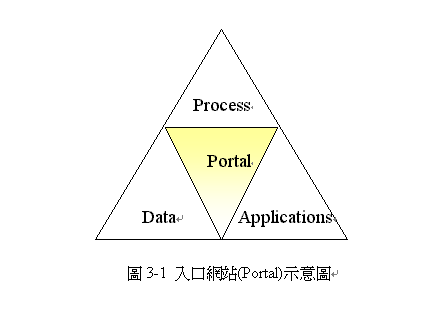 Process
Portal
Data
Applications
圖 3-1 入口網站(Portal)示意圖